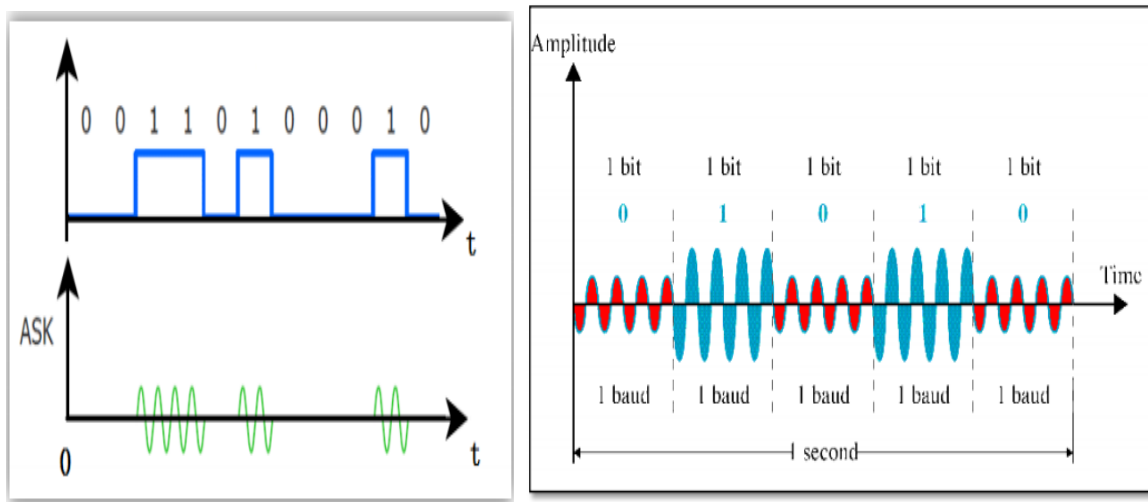 0 0 1 1 0 1 0 0 0 1 0
t
ASK
0
t
Amplitude
1 bit 1 bit 1 bit 1 bit 1 bit
0 1 0 1 0
Time
1 baud 1 baud 1 baud 1 baud 1 baud
1 second